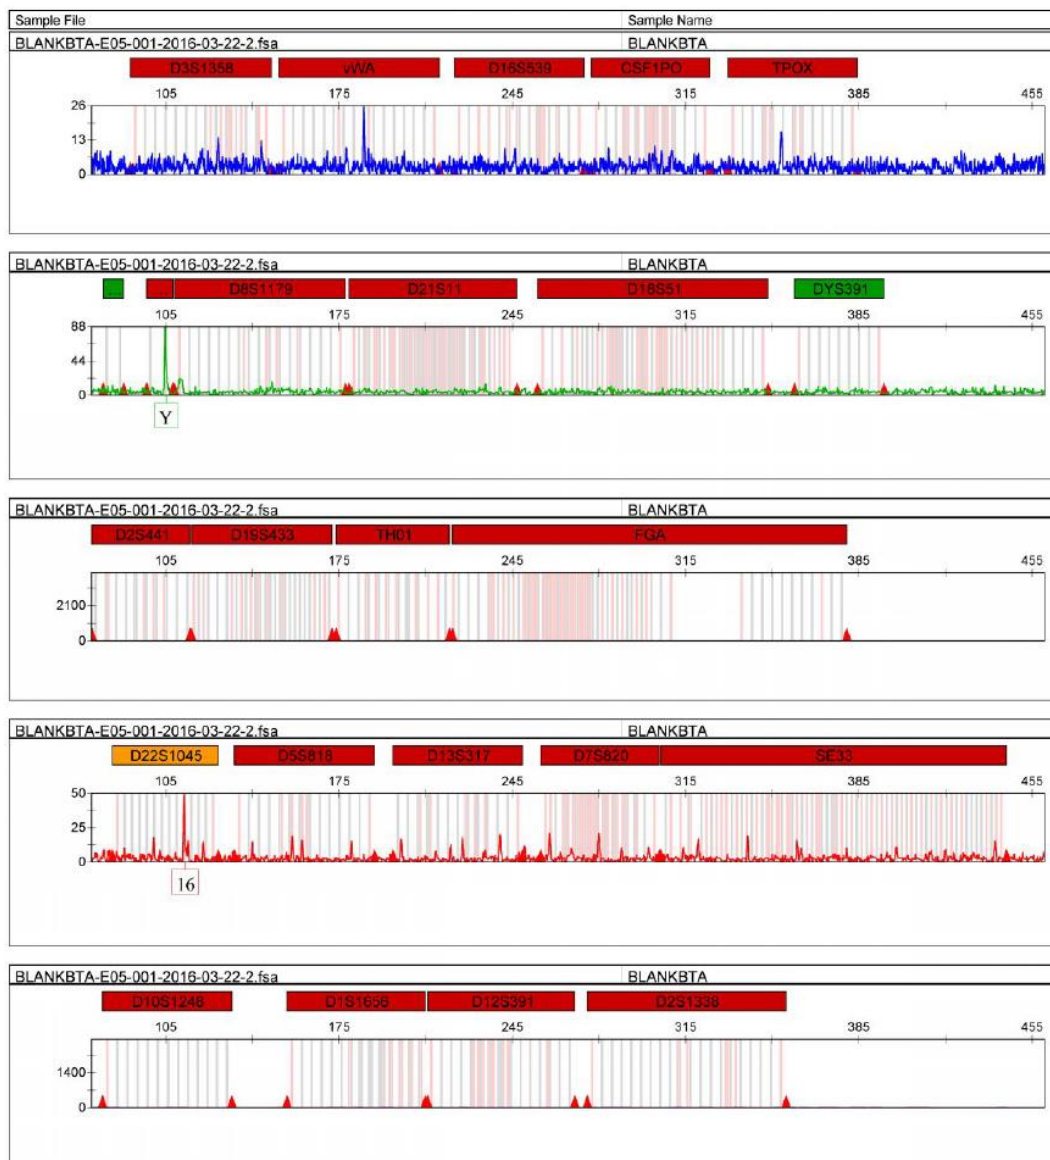 Sample File Sample Name
BLANKBTA-E05-001-2016-03-22-2.fsa BLANKBTA
D3S1358 vWA D16S539 CSF1PO TPOX
105 175 245 315 385 455
26
13
0
BLANKBTA-E05-001-2016-03-22-2.fsa BLANKBTA
D8S1179 D21S11 D18S51 DYS391
105 175 245 315 385 455
88
44
0
Y
BLANKBTA-E05-001-2016-03-22-2.fsa BLANKBTA
D2S441 D19S433 TH01 FGA
105 175 245 315 385 455
2100
0
BLANKBTA-E05-001-2016-03-22-2.fsa BLANKBTA
D22S1045 D5S818 D13S317 D7S820 SE33
105 175 245 315 385 455
50
25
0
16
BLANKBTA-E05-001-2016-03-22-2.fsa BLANKBTA
D10S1248 D1S1656 D12S391 D2S1338
105 175 245 315 385 455
1400
0